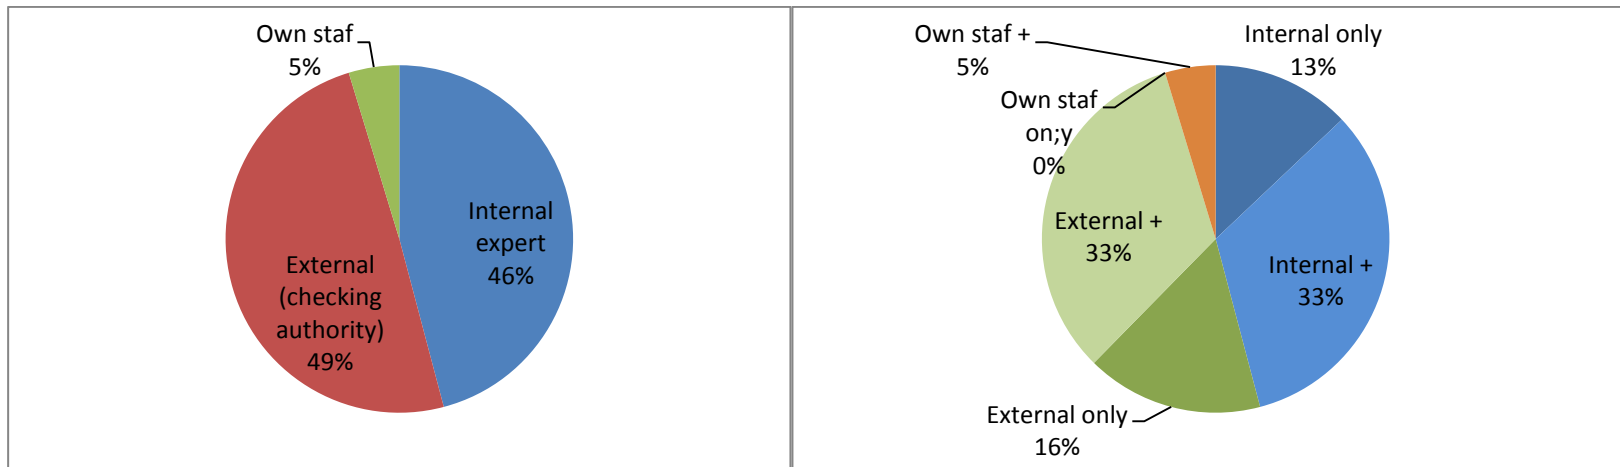 Own staf
5%
Internal
expert
46%
External
(checking
authority)
49%
Own staf +
5%
Own staf
on;y
0%
Internal only
13%
External +
33%
Internal +
33%
External only
16%